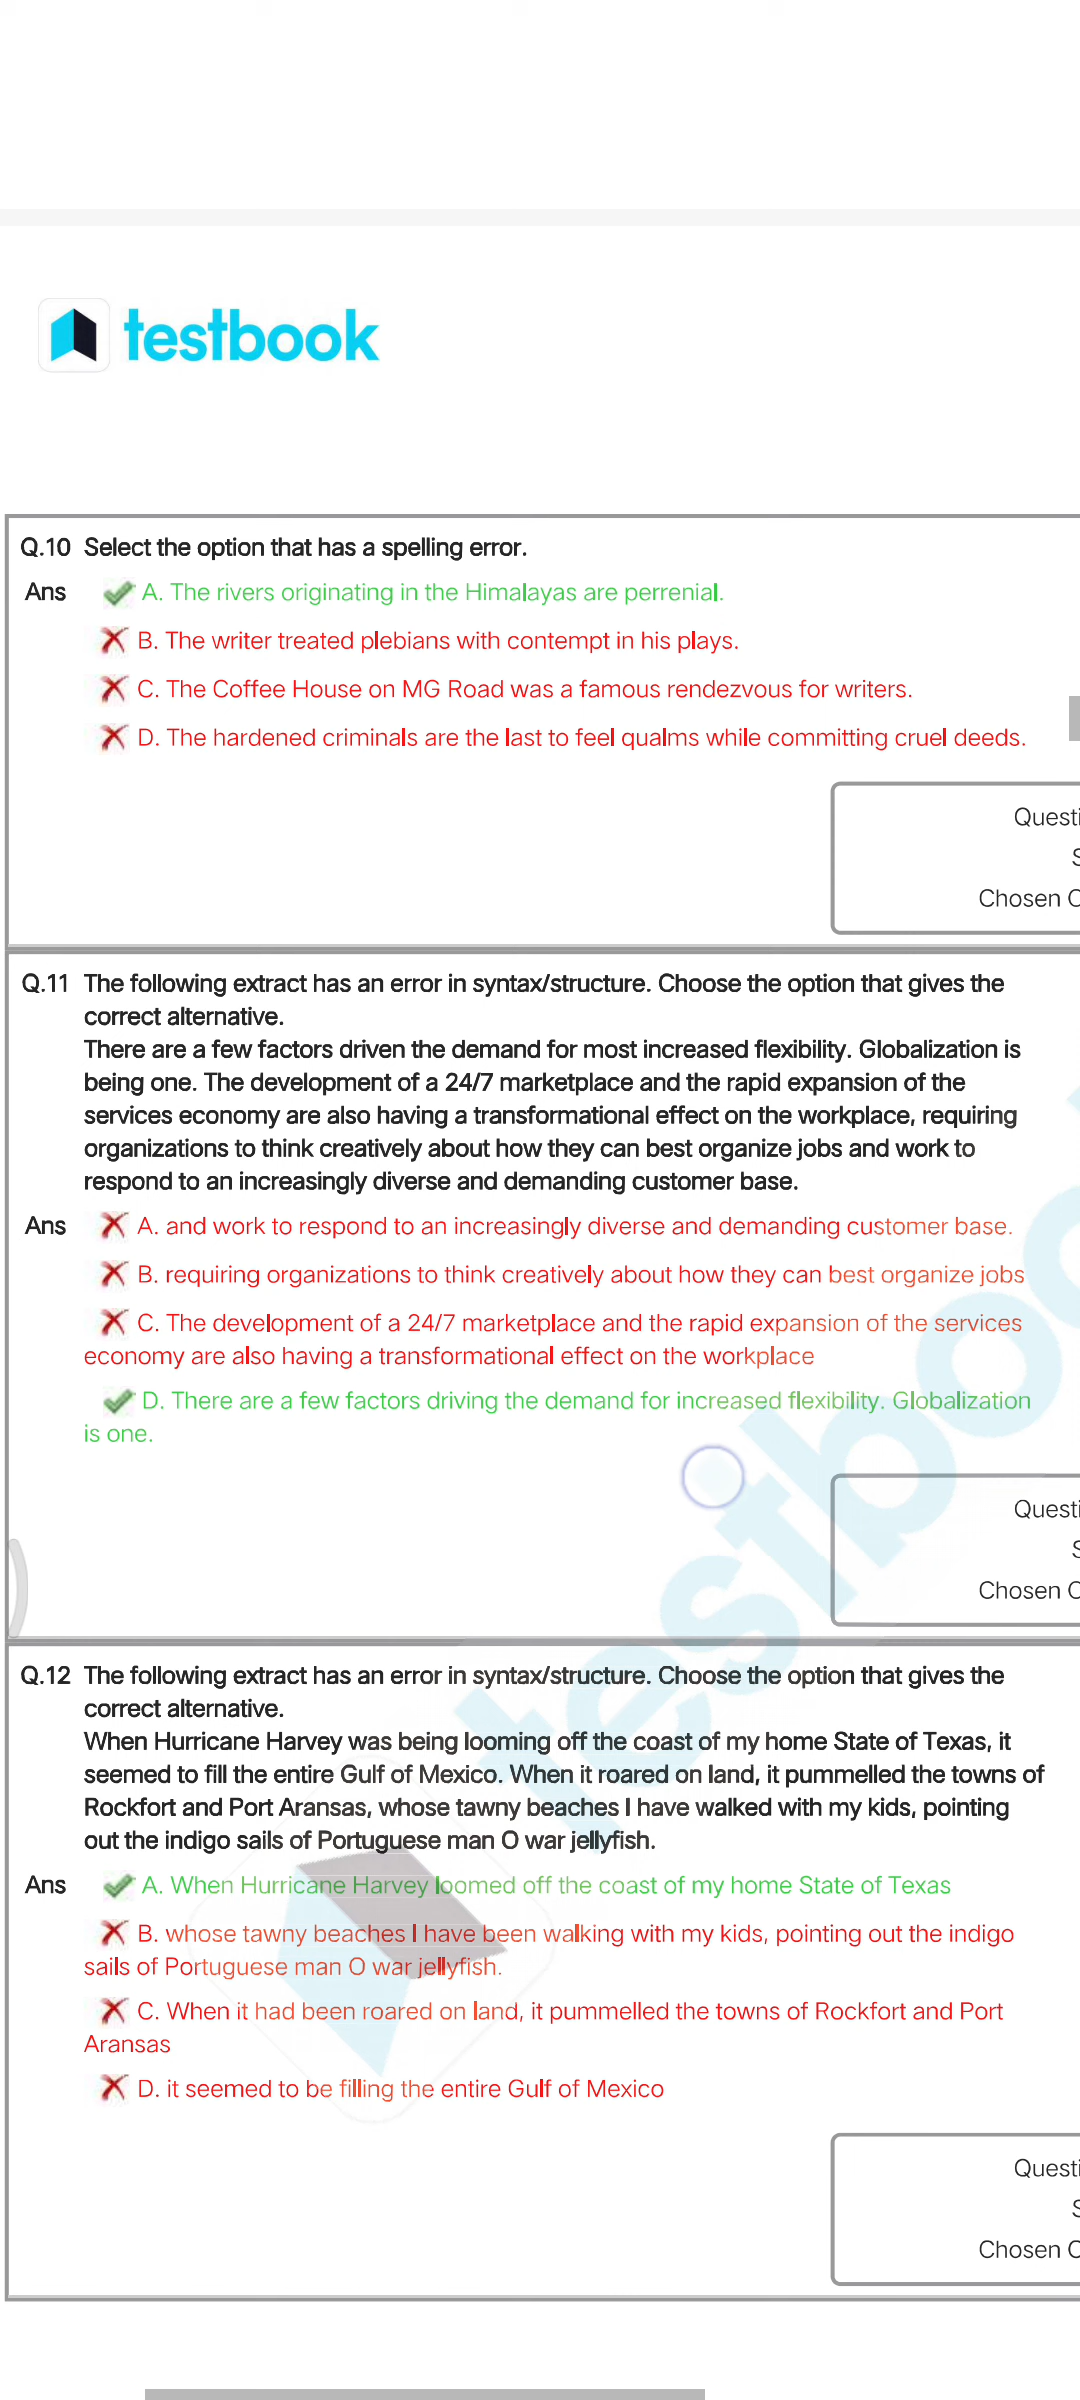 testbook
Q.10 Select the option that has a spelling error.
Ans A. The rivers originating in the Himalayas are perrenial.
B. The writer treated plebians with contempt in his plays.
C. The Coffee House on MG Road was a famous rendezvous for writers.
D. The hardened criminals are the last to feel qualms while committing cruel deeds.
Questi
S
Chosen O
Q.11 The following extract has an error in syntax/structure. Choose the option that gives the
correct alternative.
There are a few factors driven the demand for most increased flexibility. Globalization is
being one. The development of a 24/7 marketplace and the rapid expansion of the
services economy are also having a transformational effect on the workplace, requiring
organizations to think creatively about how they can best organize jobs and work to
respond to an increasingly diverse and demanding customer base.
Ans A. and work to respond to an increasingly diverse and demanding customer base.
B. requiring organizations to think creatively about how they can best organize jobs
C. The development of a 24/7 marketplace and the rapid expansion of the services
economy are also having a transformational effect on the workplace
D. There are a few factors driving the demand for increased flexibility. Globalization
is one.
Questi
S
Chosen O
Q.12 The following extract has an error in syntax/structure. Choose the option that gives the
correct alternative.
When Hurricane Harvey was being looming off the coast of my home State of Texas, it
seemed to fill the entire Gulf of Mexico. When it roared on land, it pummelled the towns of
Rockfort and Port Aransas, whose tawny beaches I have walked with my kids, pointing
out the indigo sails of Portuguese man O war jellyfish.
Ans A. When Hurricane Harvey loomed off the coast of my home State of Texas
B. whose tawny beaches I have been walking with my kids, pointing out the indigo
sails of Portuguese man O war jellyfish.
C. When it had been roared on land, it pummelled the towns of Rockfort and Port
Aransas
D. it seemed to be filling the entire Gulf of Mexico
Questi
S
Chosen O